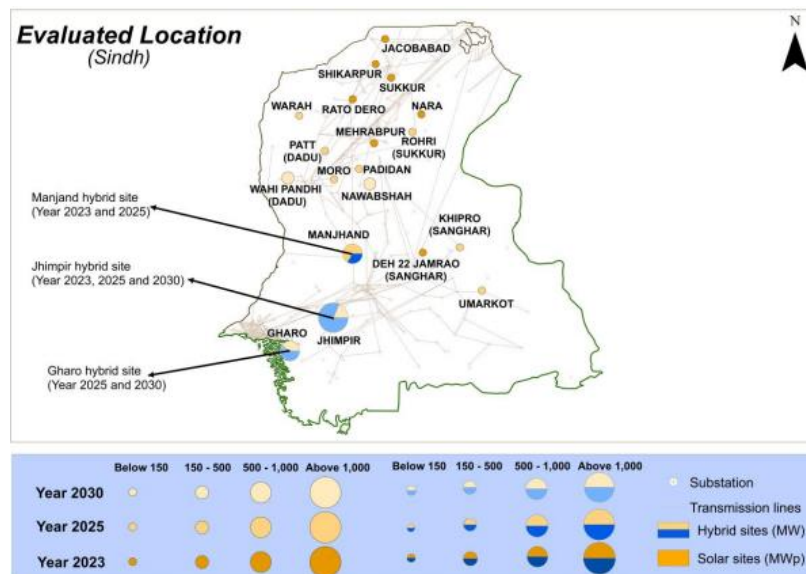 Evaluated Location
(Sindh)
N
JACOBABAD
SHIKARPUR
SUKKUR
WARAH
RATO DERO
NARA
MEHRABPUR
ROHRI
(SUKKUR)
PATT
(DADU)
MORO
PADIDAN
WAHI PANDHI
(DADU)
NAWABSHAH
Manjand hybrid site
(Year 2023 and 2025)
KHIPRO
(SANGHAR)
MANJHAND
DEH 22 JAMRAO
(SANGHAR)
Jhimpir hybrid site
(Year 2023, 2025 and 2030)
UMARKOT
GHARO
JHIMPIR
Gharo hybrid site
(Year 2025 and 2030)
Below 150 150 - 500 500 - 1,000 Above 1,000 Below 150 150 - 500 500 - 1,000 Above 1,000
Year 2030
Year 2025
Year 2023
Substation
Transmission lines
Hybrid sites (MW)
Solar sites (MWp)